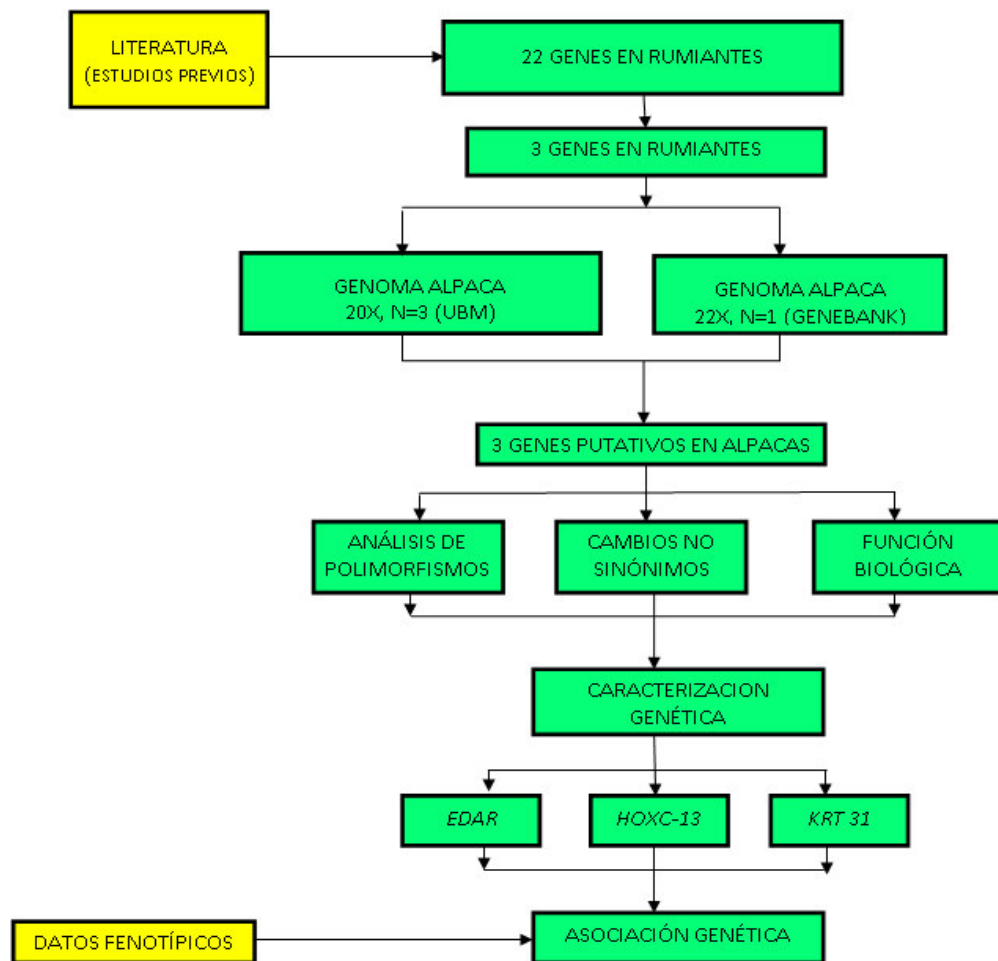 LITERATURA
(ESTUDIOS PREVIOS)
22 GENES EN RUMIANTES
3 GENES EN RUMIANTES
GENOMA ALPACA
20X, N=3 (UBM)
GENOMA ALPACA
22X, N=1 (GENEBANK)
3 GENES PUTATIVOS EN ALPACAS
ANÁLISIS DE
POLIMORFISMOS
CAMBIOS NO
SINÓNIMOS
FUNCIÓN
BIOLÓGICA
CARACTERIZACION
GENÉTICA
EDAR
HOXC-13
KRT 31
DATOS FENOTÍPICOS
ASOCIACIÓN GENÉTICA